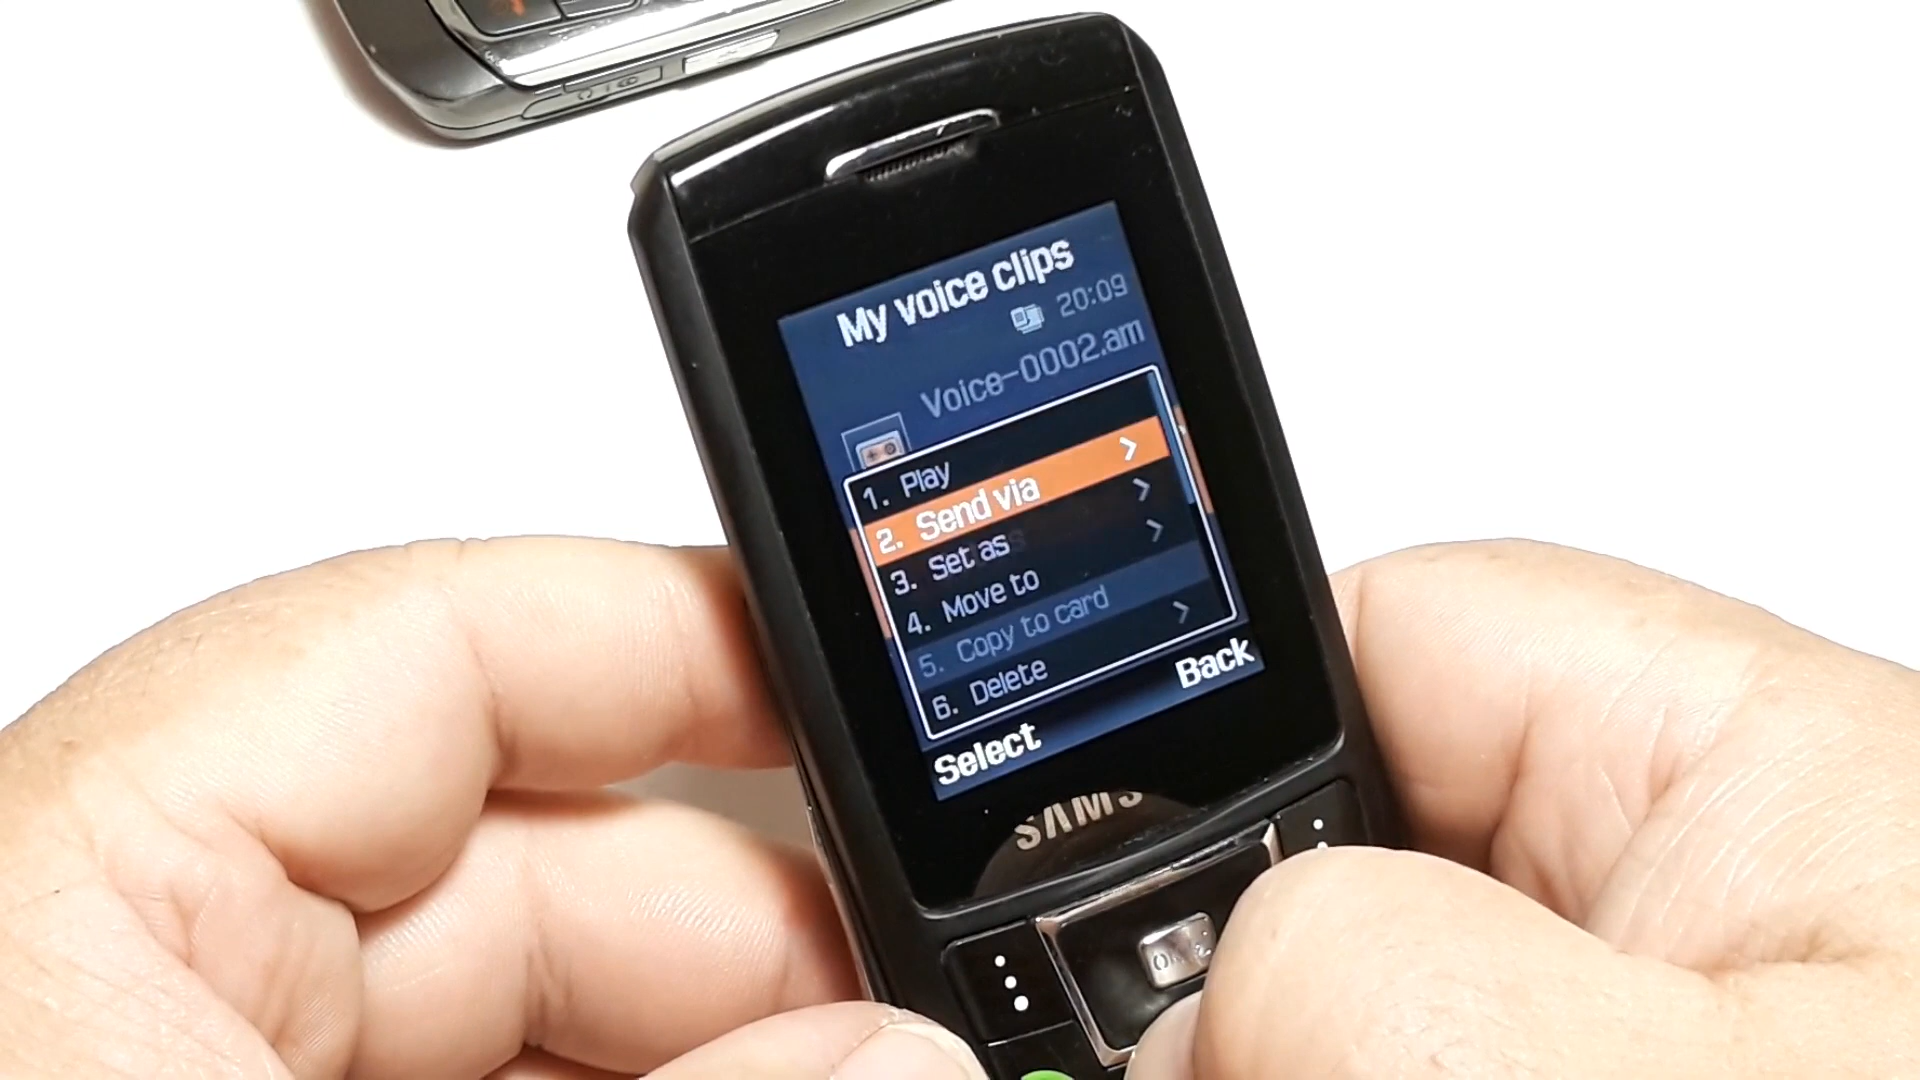 My voice clips
20:09
Voice-0002.am
1. Play
2. Send via
3. Set as
4. Move to
5. Copy to card
6. Delete
Select
Back
SAMS